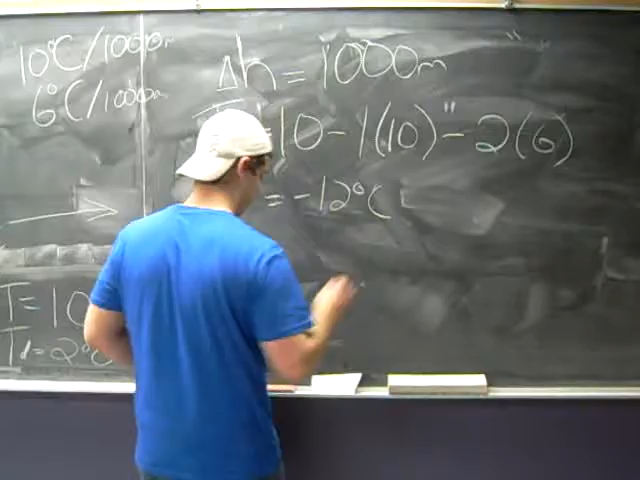 10°C/1000m
6°C/1000m
Δh = 1000m
= 10 - 1(10) - 2(6)
= -12°C
T = 10
Td = 2°C